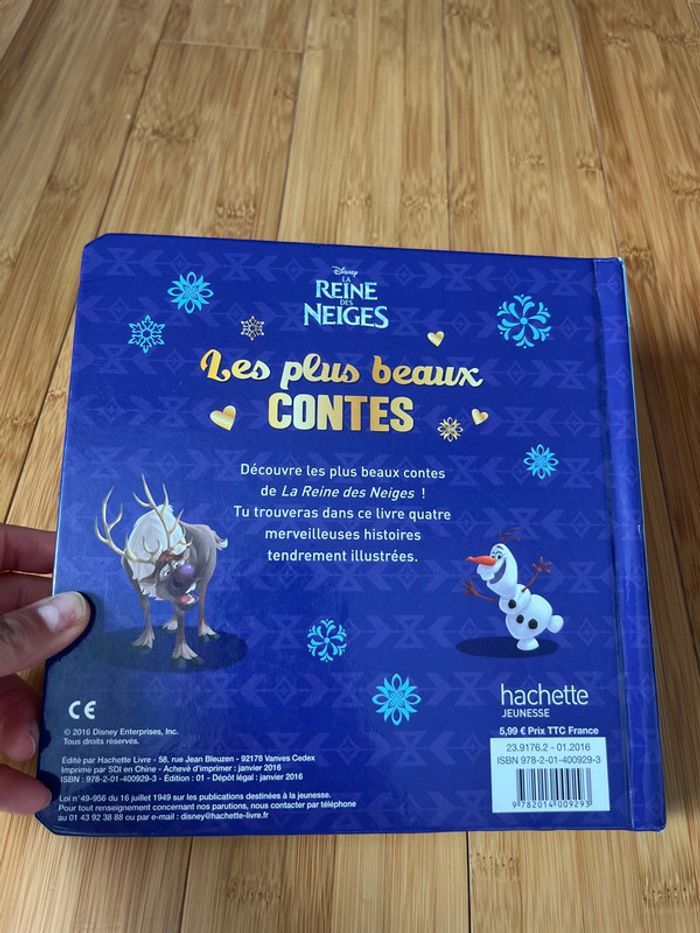 Disney
LA
REINE
DES
NEIGES
Les plus beaux
CONTES
Découvre les plus beaux contes
de La Reine des Neiges !
Tu trouveras dans ce livre quatre
merveilleuses histoires
tendrement illustrées.
CE
© 2016 Disney Enterprises, Inc.
Tous droits réservés.
Edité par Hachette Livre - 58, rue Jean Bleuzen - 92178 Vanves Cedex
Imprimé par SDI en Chine - Achevé d'imprimer : janvier 2016
ISBN : 978-2-01-400929-3 - Édition : 01 - Dépôt légal : janvier 2016
Loi n°49-956 du 16 juillet 1949 sur les publications destinées à la jeunesse.
Pour tout renseignement concernant nos parutions, nous contacter par téléphone
au 01 43 92 38 88 ou par e-mail : disney@hachette-livre.fr
hachette
JEUNESSE
5,99 € Prix TTC France
23.9176.2 - 01.2016
ISBN 978-2-01-400929-3
9 782014 009293